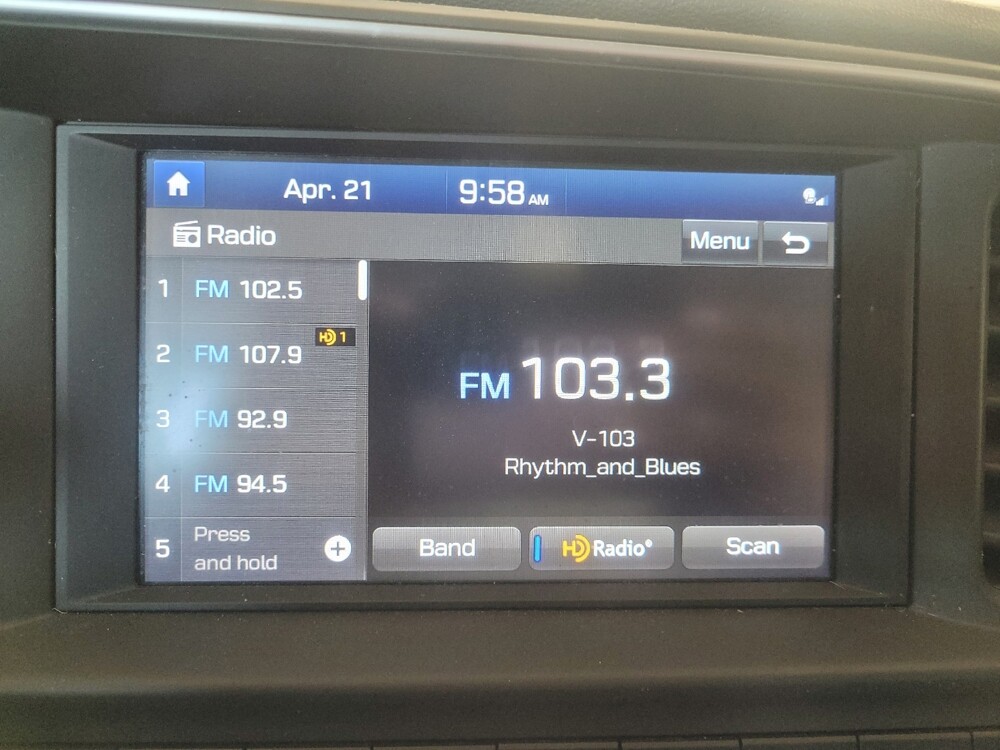 Apr. 21
9:58 AM
Radio
Menu
1 FM 102.5
HD 1
2 FM 107.9
3 FM 92.9
4 FM 94.5
5 Press
and hold
FM 103.3
V-103
Rhythm_and_Blues
Band
HD Radio®
Scan